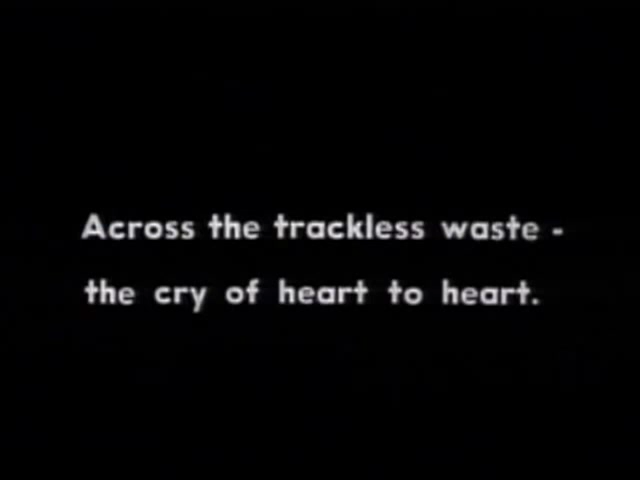 Across the trackless waste -
the cry of heart to heart.